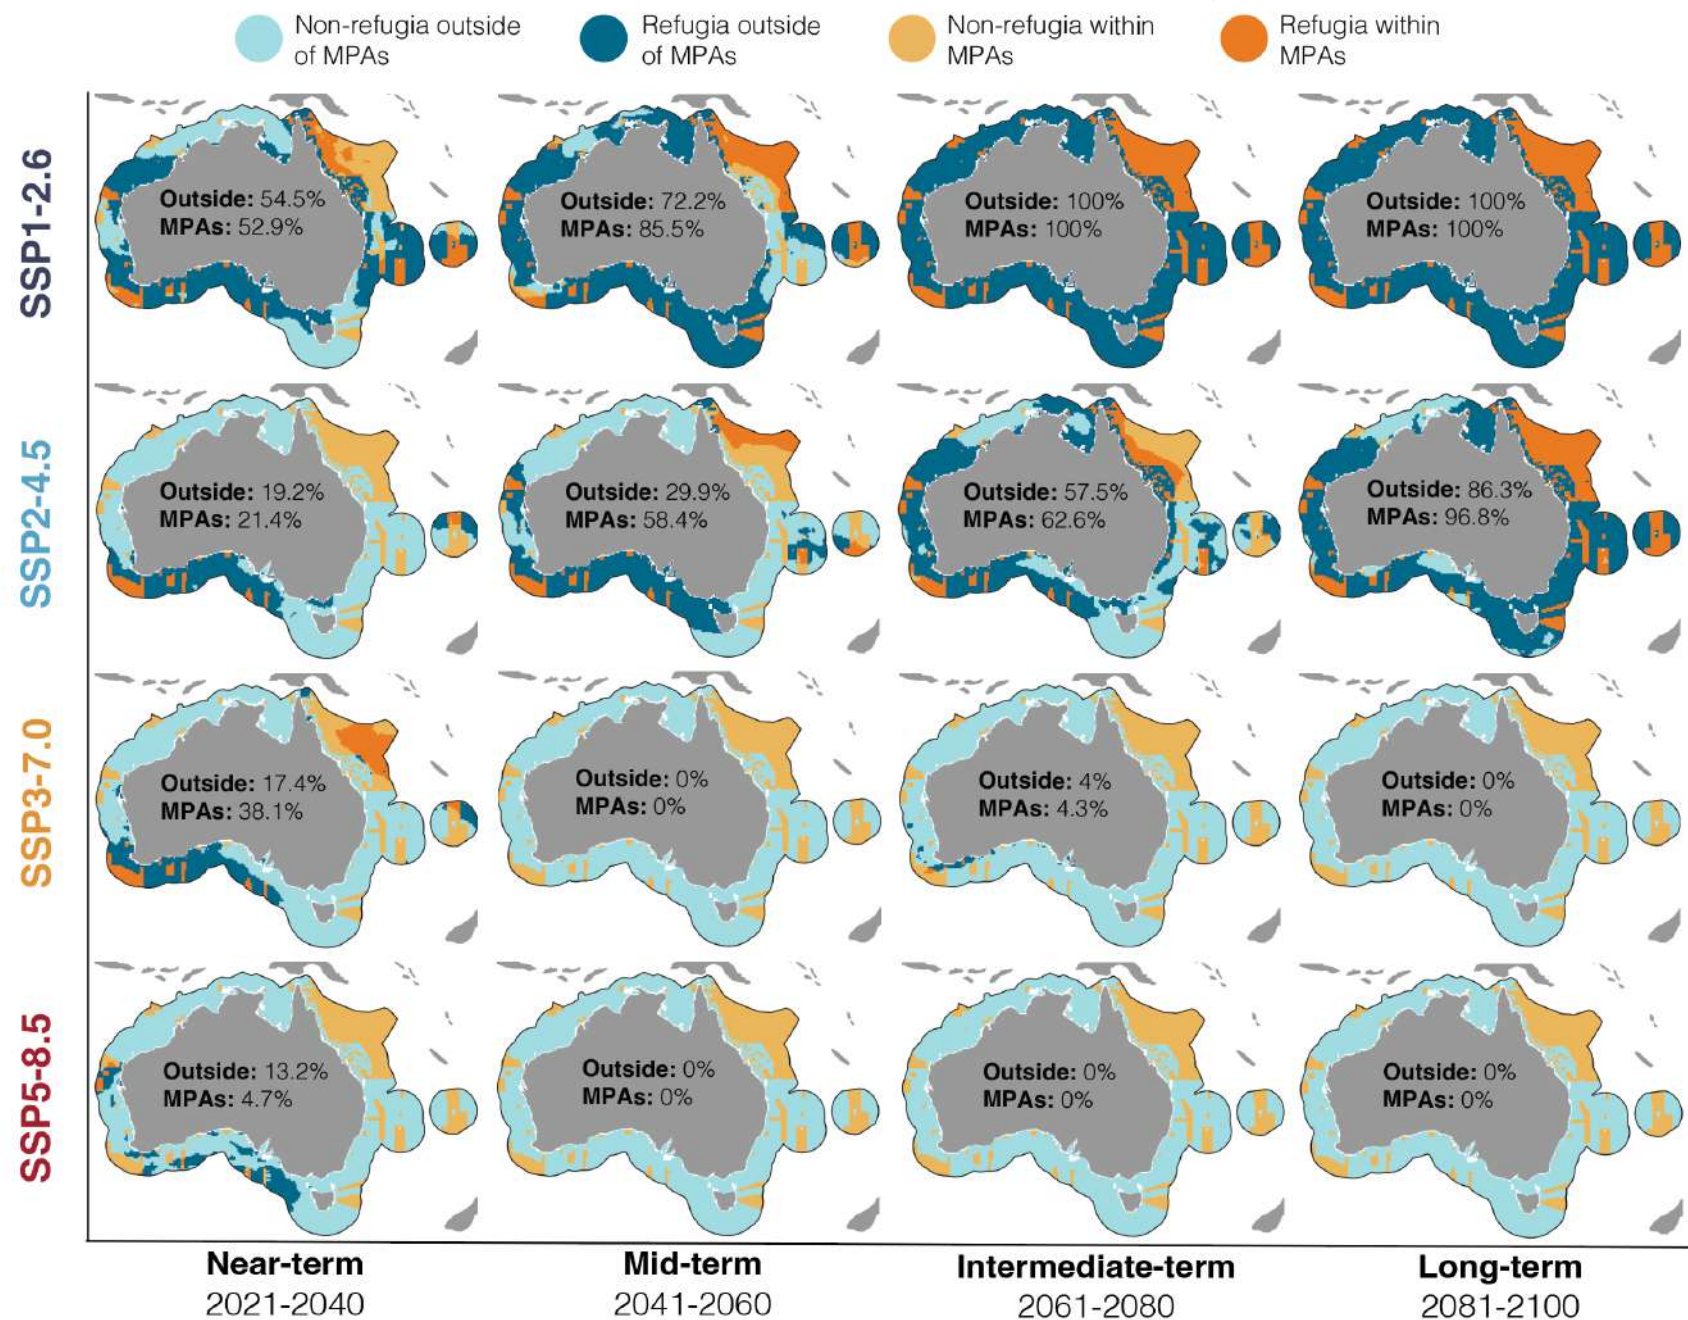 Non-refugia outside
of MPAs
Refugia outside
of MPAs
Non-refugia within
MPAs
Refugia within
MPAs
SSP1-2.6
Outside: 54.5%
MPAs: 52.9%
Outside: 72.2%
MPAs: 85.5%
Outside: 100%
MPAs: 100%
Outside: 100%
MPAs: 100%
SSP2-4.5
Outside: 19.2%
MPAs: 21.4%
Outside: 29.9%
MPAs: 58.4%
Outside: 57.5%
MPAs: 62.6%
Outside: 86.3%
MPAs: 96.8%
SSP3-7.0
Outside: 17.4%
MPAs: 38.1%
Outside: 0%
MPAs: 0%
Outside: 4%
MPAs: 4.3%
Outside: 0%
MPAs: 0%
SSP5-8.5
Outside: 13.2%
MPAs: 4.7%
Outside: 0%
MPAs: 0%
Outside: 0%
MPAs: 0%
Outside: 0%
MPAs: 0%
Near-term
2021-2040
Mid-term
2041-2060
Intermediate-term
2061-2080
Long-term
2081-2100